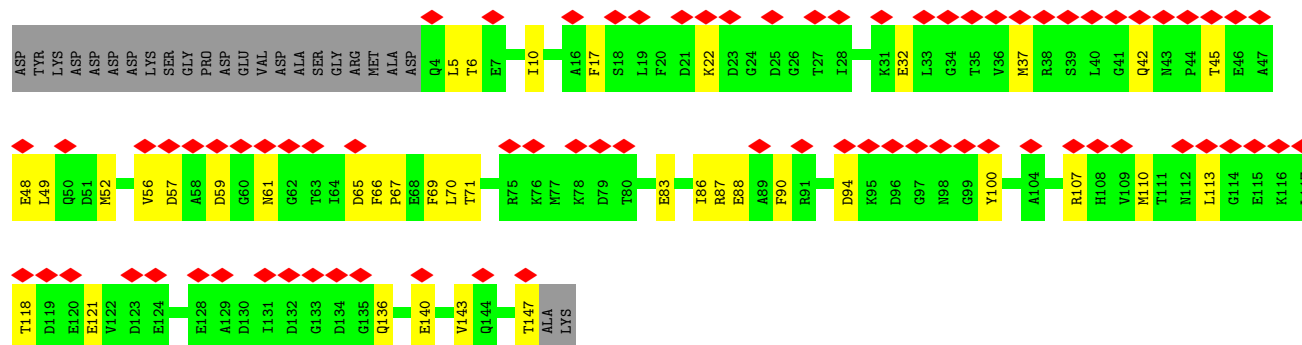 ASP TYR LYS ASP ASP ASP ASP LYS SER GLY PRO ASP GLU VAL ASP ALA SER GLY ARG MET ALA ASP Q4 L5 T6 E7 I10 A16 F17 S18 L19 F20 D21 K22 D23 G24 D25 G26 T27 I28 K31 E32 L33 G34 T35 V36 M37 R38 S39 L40 G41 Q42 N43 P44 T45 E46 A47
E48 L49 Q50 D51 M52 V56 D57 A58 D59 G60 N61 G62 T63 I64 D65 F66 P67 E68 F69 L70 T71 R75 K76 M77 K78 D79 T80 E83 I86 R87 E88 A89 F90 R91 D94 K95 D96 G97 N98 G99 Y100 A104 R107 H108 V109 M110 T111 N112 L113 G114 E115 K116
T118 D119 E120 E121 V122 D123 E124 E128 A129 D130 I131 D132 G133 D134 G135 Q136 E140 V143 Q144 T147 ALA LYS